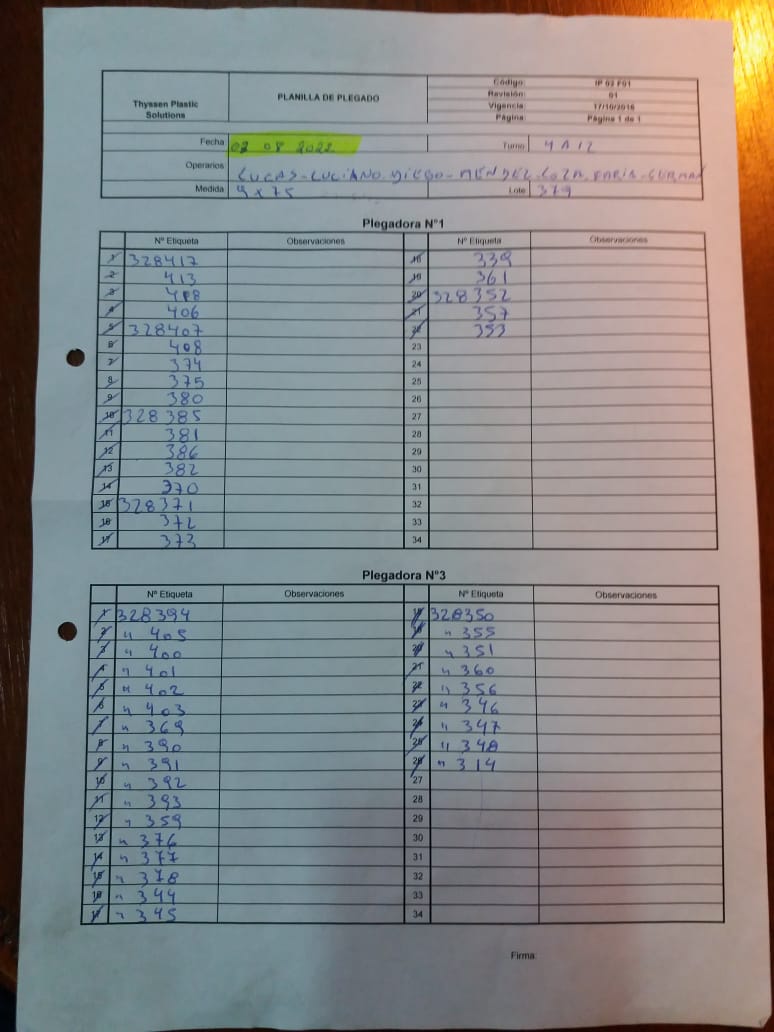 Thyssen Plastic
Solutions
PLANILLA DE PLEGADO
Código: IP 02 F01
Revisión: 01
Vigencia: 17/10/2016
Página: Página 1 de 1
Fecha 02 08 2022 Turno 4 A 12
Operarios LUCAS-LUCIANO.DIEGO-MENDEZ.LOZA.FARIA-GUZMAN
Medida 9x75 Lote 379
Plegadora N°1
Nº Etiqueta Observaciones Nº Etiqueta Observaciones
1 328417 18 339
2 413 19 361
3 20 328352
4 406 21 357
5 328407 22 353
6 408 23
7 374 24
8 375 25
9 380 26
10 328385 27
11 381 28
12 386 29
13 382 30
14 370 31
15 328371 32
16 372 33
17 373 34
Plegadora N°3
Nº Etiqueta Observaciones Nº Etiqueta Observaciones
1 328394 18 328350
2 " 405 19 " 355
3 " 400 20 " 351
4 " 401 21 " 360
5 " 402 22 " 356
6 " 403 23 " 346
7 " 369 24 " 347
8 " 390 25 " 348
9 " 391 26 " 314
10 " 392 27
11 " 393 28
12 " 359 29
13 " 376 30
14 " 377 31
15 " 378 32
16 " 344 33
17 " 345 34
Firma: